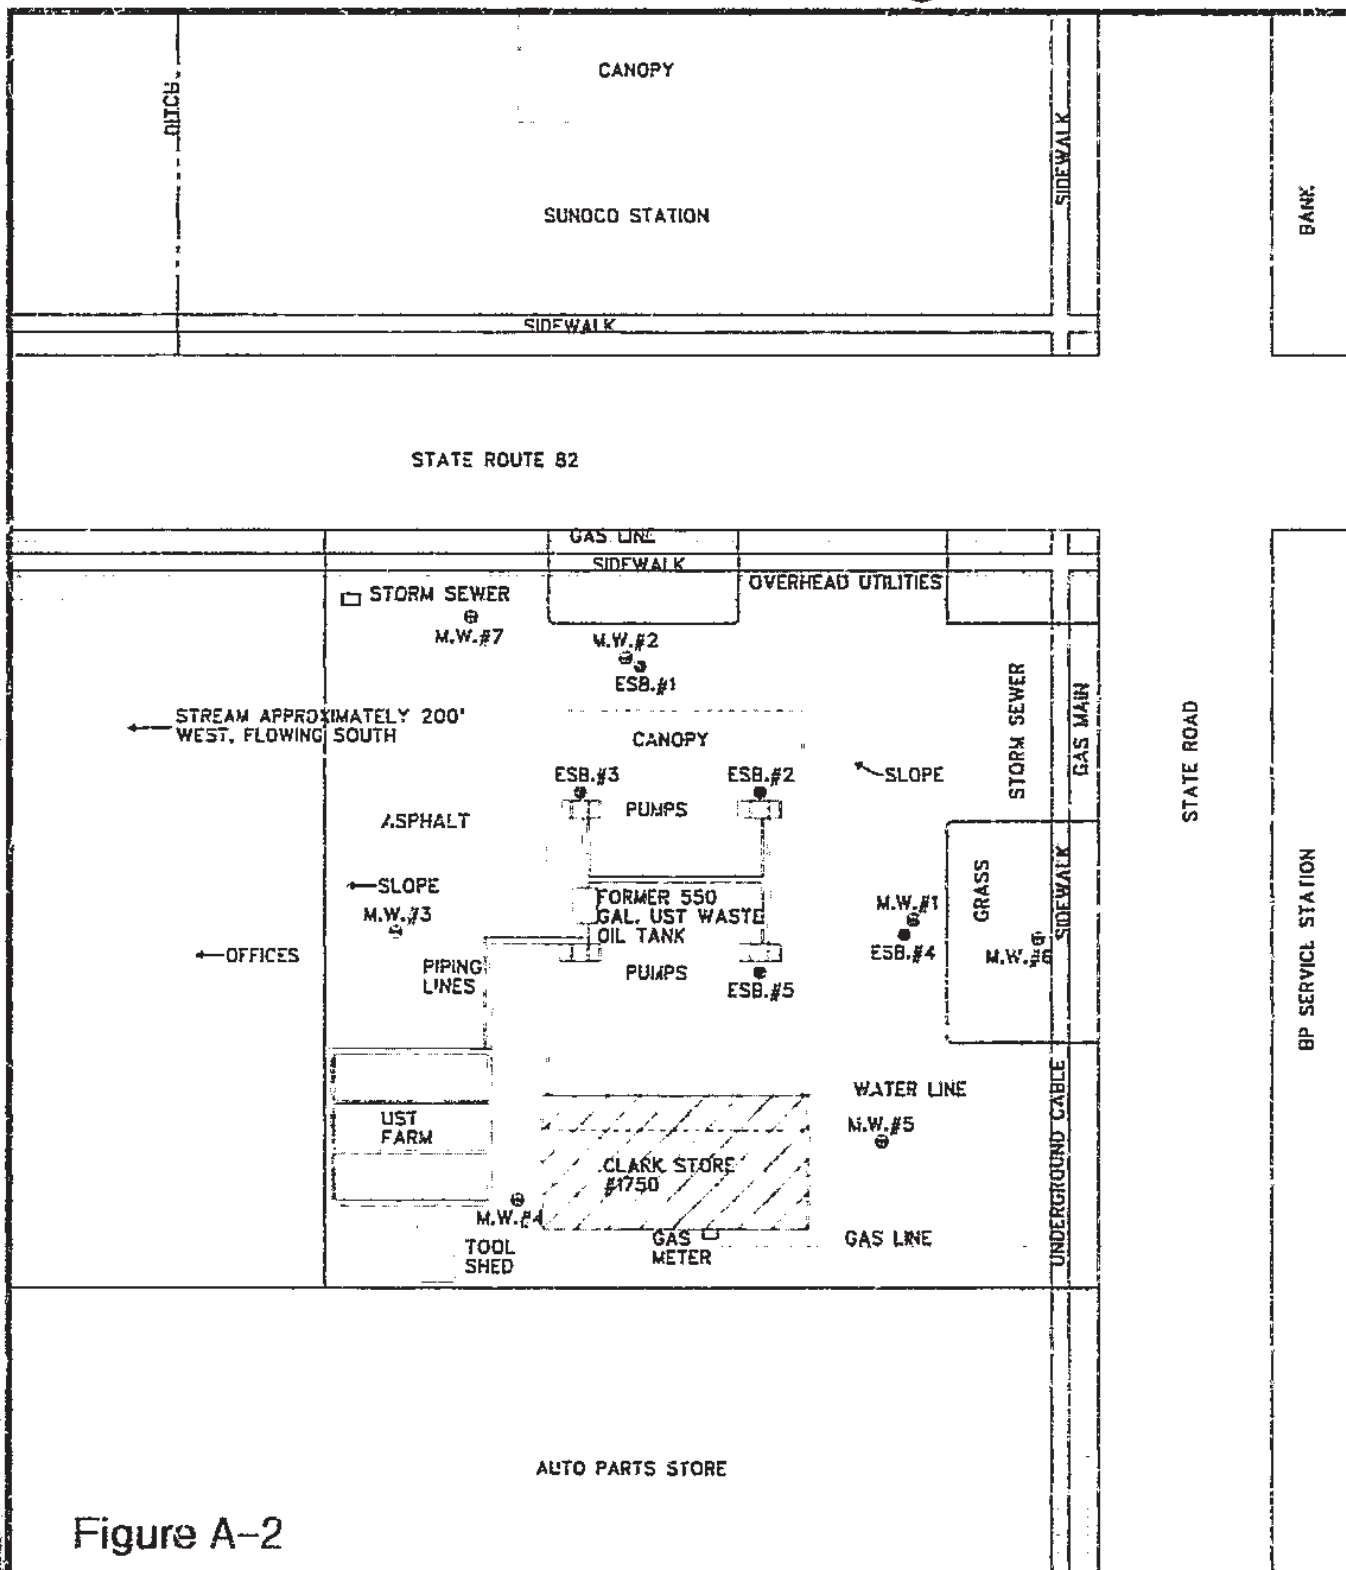 CANOPY
DITCH
SIDEWALK
BANK
SUNOCO STATION
SIDEWALK
STATE ROUTE 82
GAS LINE
SIDEWALK
OVERHEAD UTILITIES
STORM SEWER
M.W.#7
M.W.#2
ESB.#1
STREAM APPROXIMATELY 200'
WEST, FLOWING SOUTH
CANOPY
STORM SEWER
GAS MAIN
STATE ROAD
SLOPE
ESB.#3
ESB.#2
PUMPS
ASPHALT
SLOPE
M.W.#3
FORMER 550
GAL. UST WASTE
OIL TANK
M.W.#1
ESB.#4
GRASS
SIDEWALK
M.W.
BP SERVICE STATION
OFFICES
PIPING
LINES
PUMPS
ESB.#5
WATER LINE
M.W.#5
UNDERGROUND CABLE
UST
FARM
CLARK STORE
#1750
M.W.#4
TOOL
SHED
GAS
METER
GAS LINE
AUTO PARTS STORE
Figure A-2